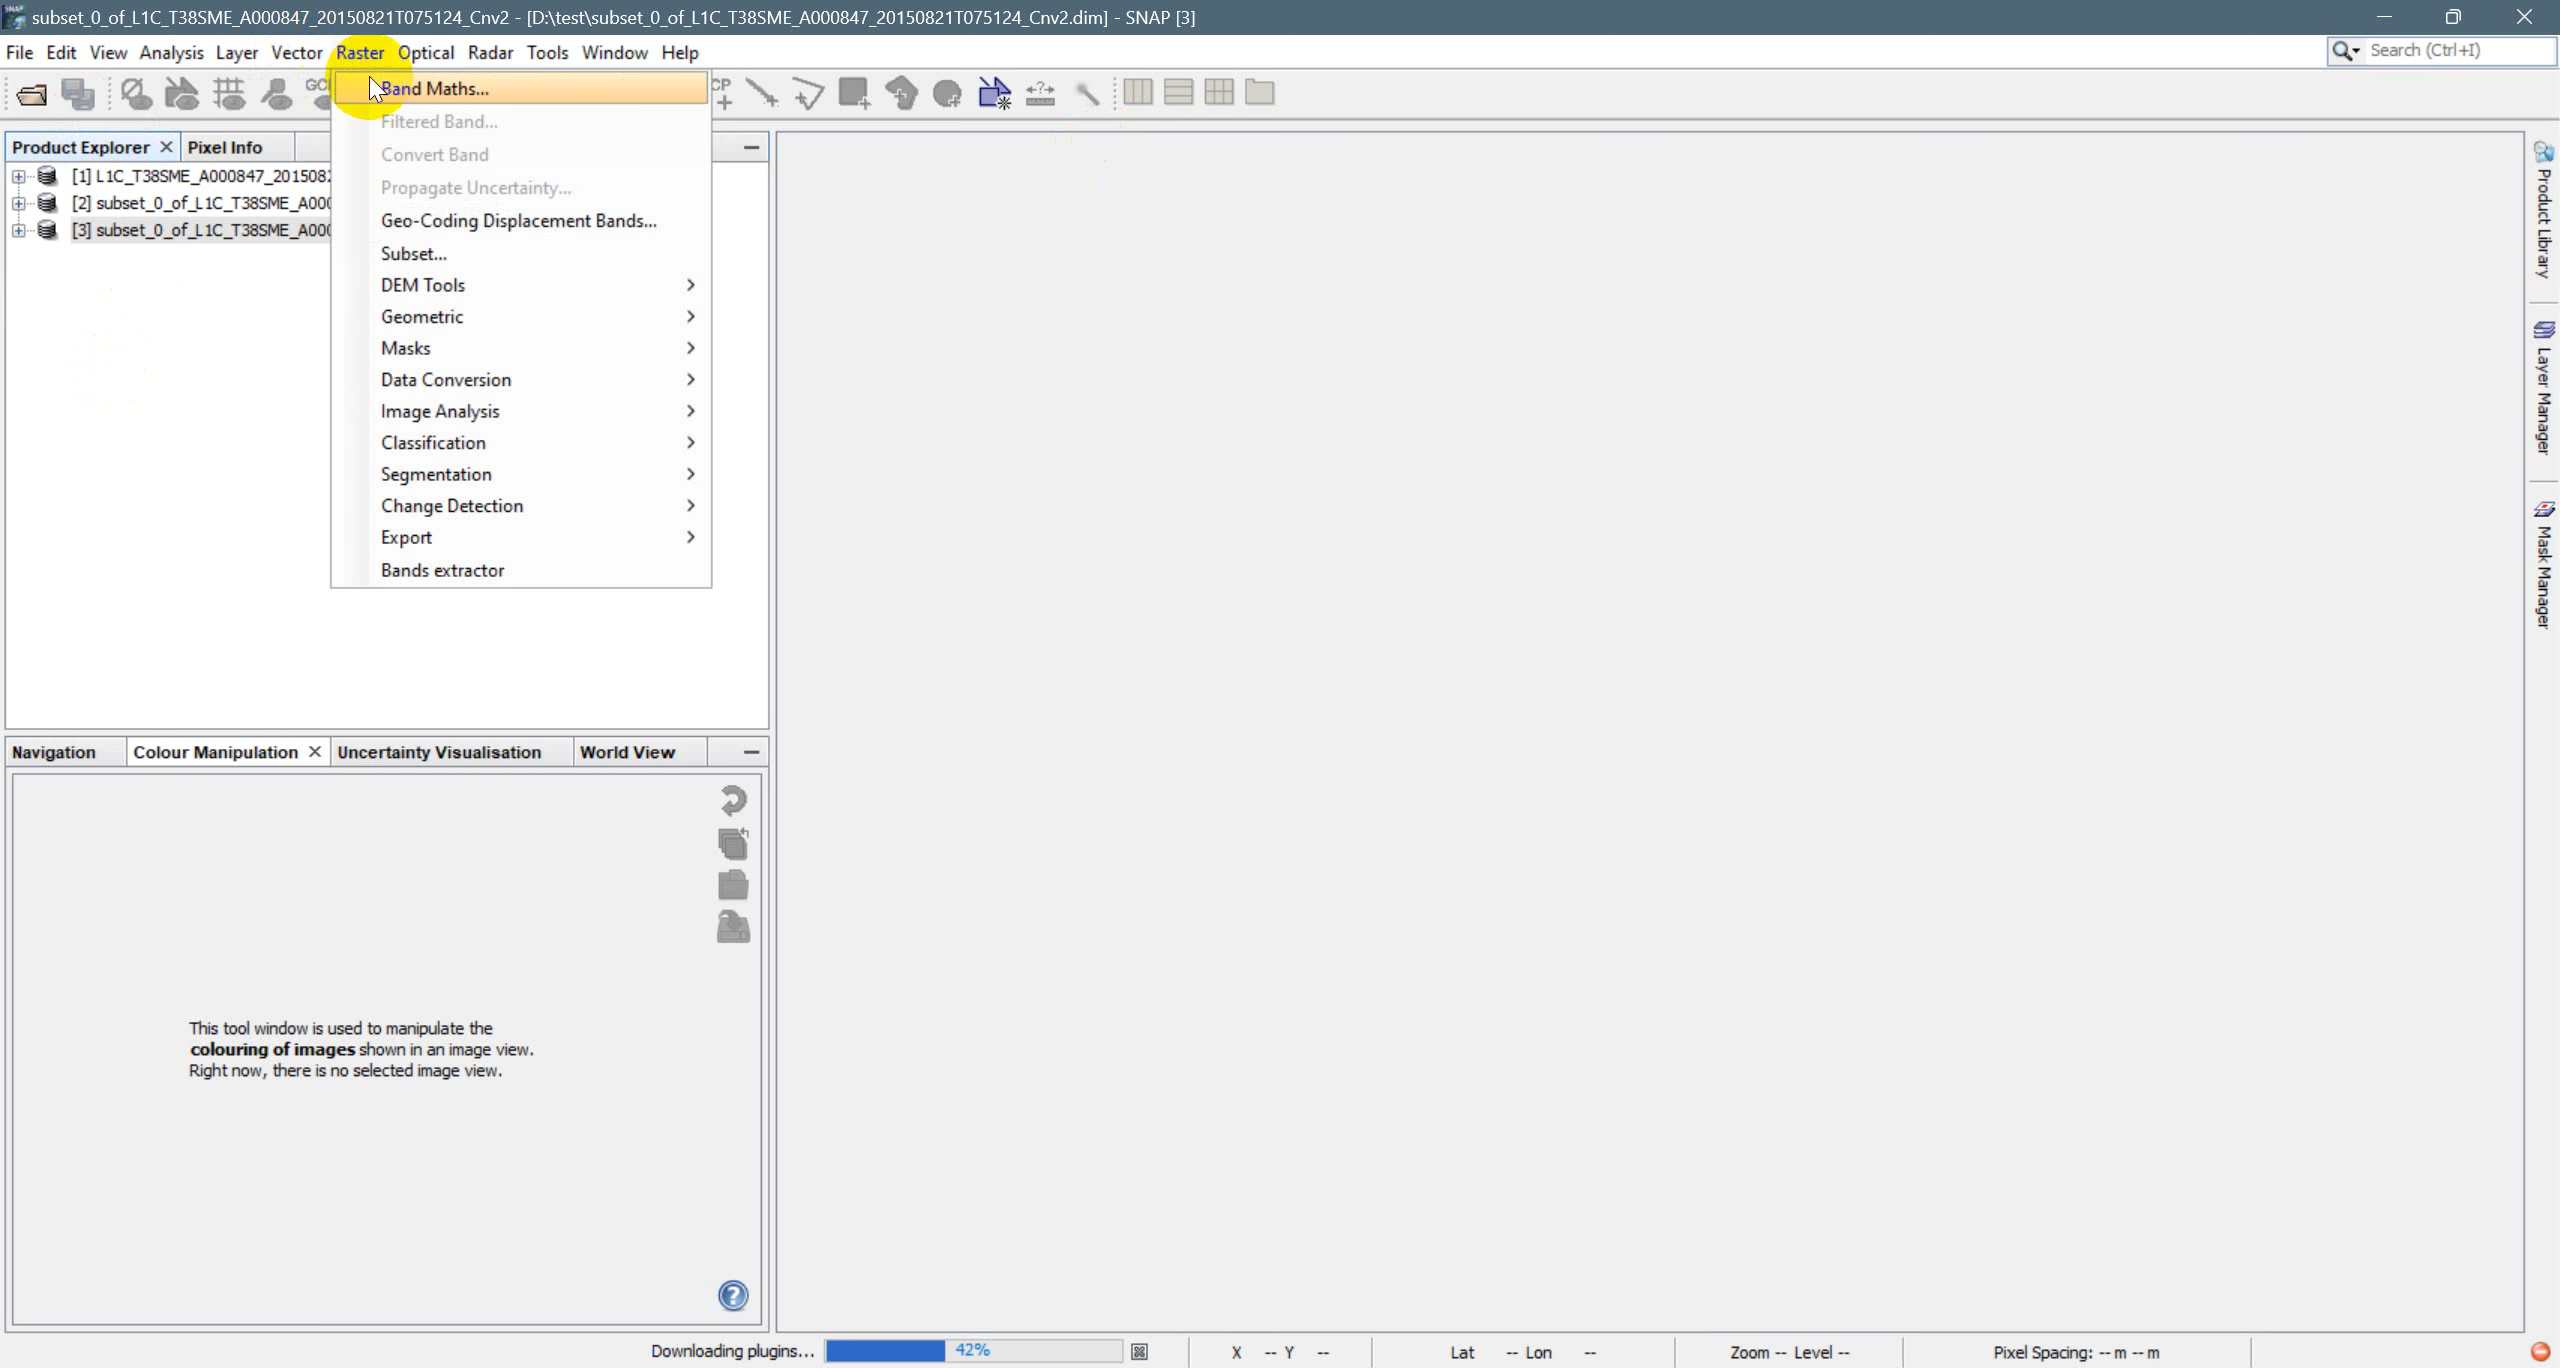 subset_0_of_L1C_T38SME_A000847_20150821T075124_Cnv2 - [D:\test\subset_0_of_L1C_T38SME_A000847_20150821T075124_Cnv2.dim] - SNAP [3]
File Edit View Analysis Layer Vector Raster Optical Radar Tools Window Help
Search (Ctrl+I)
Band Maths...
Filtered Band...
Convert Band
Propagate Uncertainty...
Geo-Coding Displacement Bands...
Subset...
DEM Tools
Geometric
Masks
Data Conversion
Image Analysis
Classification
Segmentation
Change Detection
Export
Bands extractor
Product Explorer Pixel Info
[1] L1C_T38SME_A000847_201508
[2] subset_0_of_L1C_T38SME_A000
[3] subset_0_of_L1C_T38SME_A000
Product Library
Layer Manager
Mask Manager
Navigation Colour Manipulation Uncertainty Visualisation World View
This tool window is used to manipulate the
colouring of images shown in an image view.
Right now, there is no selected image view.
Downloading plugins... 42% X -- Y -- Lat -- Lon -- Zoom -- Level -- Pixel Spacing: -- m -- m